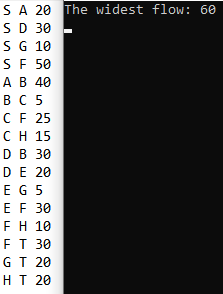 S A 20
S D 30
S G 10
S F 50
A B 40
B C 5
C F 25
C H 15
D B 30
D E 20
E G 5
E F 30
F H 10
F T 30
G T 20
H T 20
The widest flow: 60